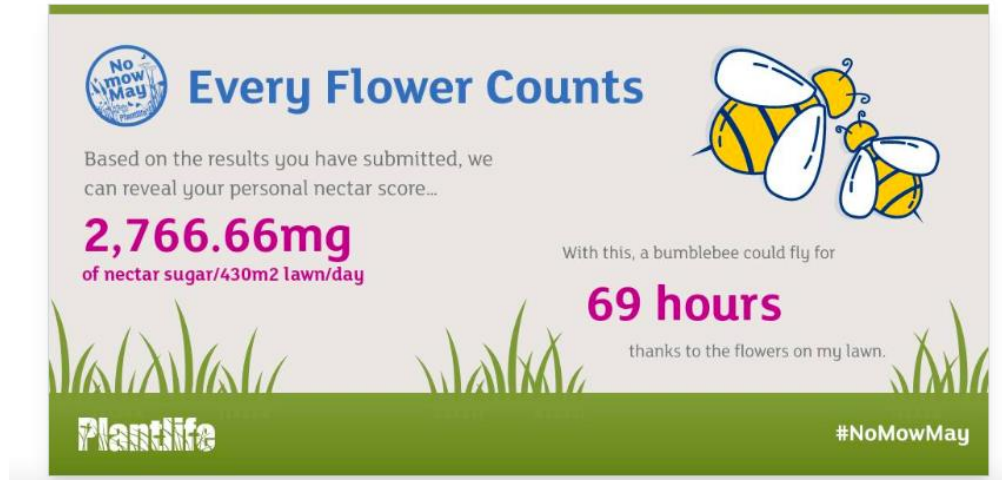 No
mow
May
Plantlife
Every Flower Counts
Based on the results you have submitted, we
can reveal your personal nectar score...
2,766.66mg
of nectar sugar/430m2 lawn/day
With this, a bumblebee could fly for
69 hours
thanks to the flowers on my lawn.
Plantlife
#NoMowMay